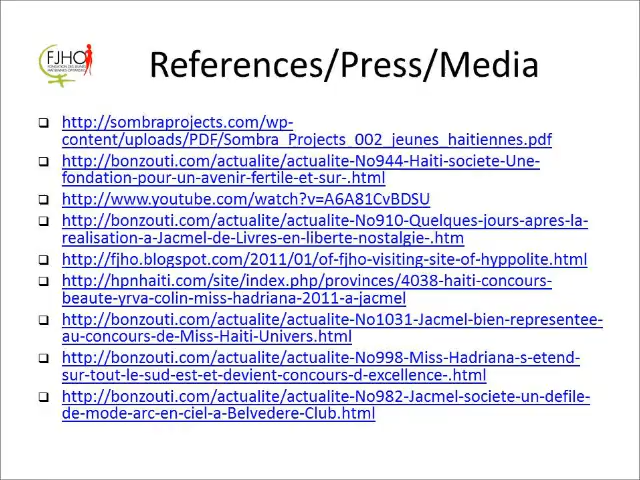 FJHO
FONDATION DES JEUNES
HAITIENNES OPTIMISTES
References/Press/Media
http://sombraprojects.com/wp-
content/uploads/PDF/Sombra_Projects_002_jeunes_haitiennes.pdf
http://bonzouti.com/actualite/actualite-No944-Haiti-societe-Une-
fondation-pour-un-avenir-fertile-et-sur-.html
http://www.youtube.com/watch?v=A6A81CvBDSU
http://bonzouti.com/actualite/actualite-No910-Quelques-jours-apres-la-
realisation-a-Jacmel-de-Livres-en-liberte-nostalgie-.htm
http://fjho.blogspot.com/2011/01/of-fjho-visiting-site-of-hyppolite.html
http://hpnhaiti.com/site/index.php/provinces/4038-haiti-concours-
beaute-yrva-colin-miss-hadriana-2011-a-jacmel
http://bonzouti.com/actualite/actualite-No1031-Jacmel-bien-representee-
au-concours-de-Miss-Haiti-Univers.html
http://bonzouti.com/actualite/actualite-No998-Miss-Hadriana-s-etend-
sur-tout-le-sud-est-et-devient-concours-d-excellence-.html
http://bonzouti.com/actualite/actualite-No982-Jacmel-societe-un-defile-
de-mode-arc-en-ciel-a-Belvedere-Club.html